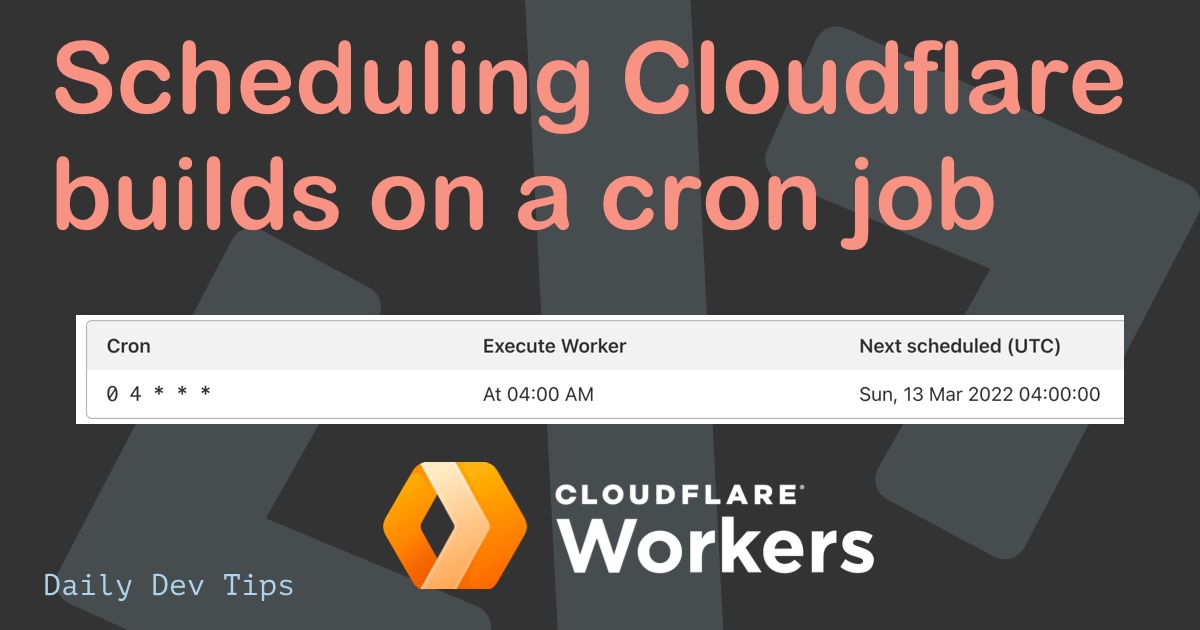 Scheduling Cloudflare
builds on a cron job
Cron Execute Worker Next scheduled (UTC)
0 4 * * * At 04:00 AM Sun, 13 Mar 2022 04:00:00
CLOUDFLARE®
Workers
Daily Dev Tips